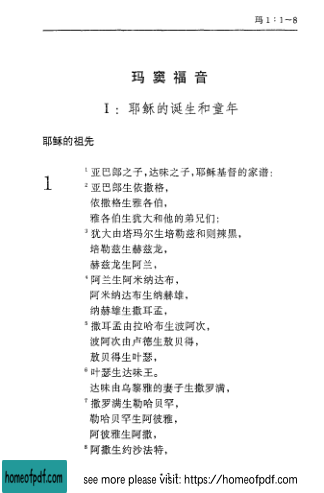 玛 1：1～8
玛窦福音
I：耶稣的诞生和童年
耶稣的祖先
1
¹亚巴郎之子，达味之子，耶稣基督的家谱：
²亚巴郎生依撒格，
依撒格生雅各伯，
雅各伯生犹大和他的弟兄们；
³犹大由塔玛尔生培勒兹和则辣黑，
培勒兹生赫兹龙，
赫兹龙生阿兰，
⁴阿兰生阿米纳达布，
阿米纳达布生纳赫雄，
纳赫雄生撒耳孟，
⁵撒耳孟由拉哈布生波阿次，
波阿次由卢德生敖贝得，
敖贝得生叶瑟，
⁶叶瑟生达味王。
达味由乌黎雅的妻子生撒罗满，
⁷撒罗满生勒哈贝罕，
勒哈贝罕生阿彼雅，
阿彼雅生阿撒，
⁸阿撒生约沙法特，
homeofpdf.com
see more please visit: https://homeofpdf.com